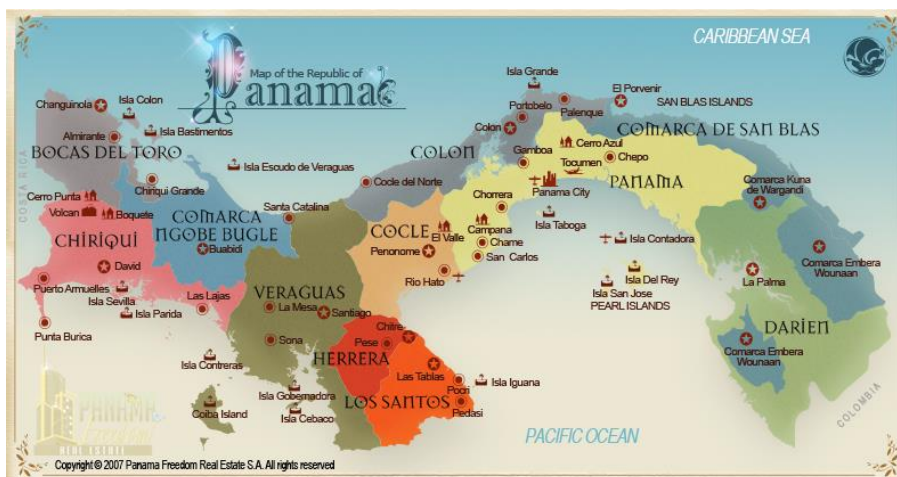 CARIBBEAN SEA
Map of the Republic of
Panama
Isla Grande
El Porvenir
Changuinola
Isla Colon
Portobelo
SAN BLAS ISLANDS
Palenque
Almirante
Isla Bastimentos
Colon
COMARCA DE SAN BLAS
BOCAS DEL TORO
COLON
Gamboa
Cerro Azul
Chepo
COSTA RICA
Isla Escudo de Veraguas
Tocumen
Chiriqui Grande
Cocle del Norte
PANAMA
Comarca Kuna
de Wargandi
Cerro Punta
Panama City
Volcan
Boquete
COMARCA
NGOBE BUGLE
Santa Catalina
Chorrera
Isla Taboga
CHIRIQUI
COCLE
El Valle
Campana
Buabidi
Penonome
Chame
Isla Contadora
San Carlos
Comarca Embera
Wounaan
David
Rio Hato
Isla Del Rey
La Palma
Puerto Armuelles
Isla Sevilla
Las Lajas
VERAGUAS
Isla San Jose
PEARL ISLANDS
Isla Parida
La Mesa
Santiago
Punta Burica
Chitre
DARIEN
Sona
Pese
HERRERA
Comarca Embera
Wounaan
Isla Contreras
Las Tablas
Isla Iguana
Isla Gobernadora
Pocri
LOS SANTOS
Coiba Island
Isla Cebaco
Pedasi
COLOMBIA
PANAMA
Freedom
REAL ESTATE
PACIFIC OCEAN
Copyright © 2007 Panama Freedom Real Estate S.A. All rights reserved